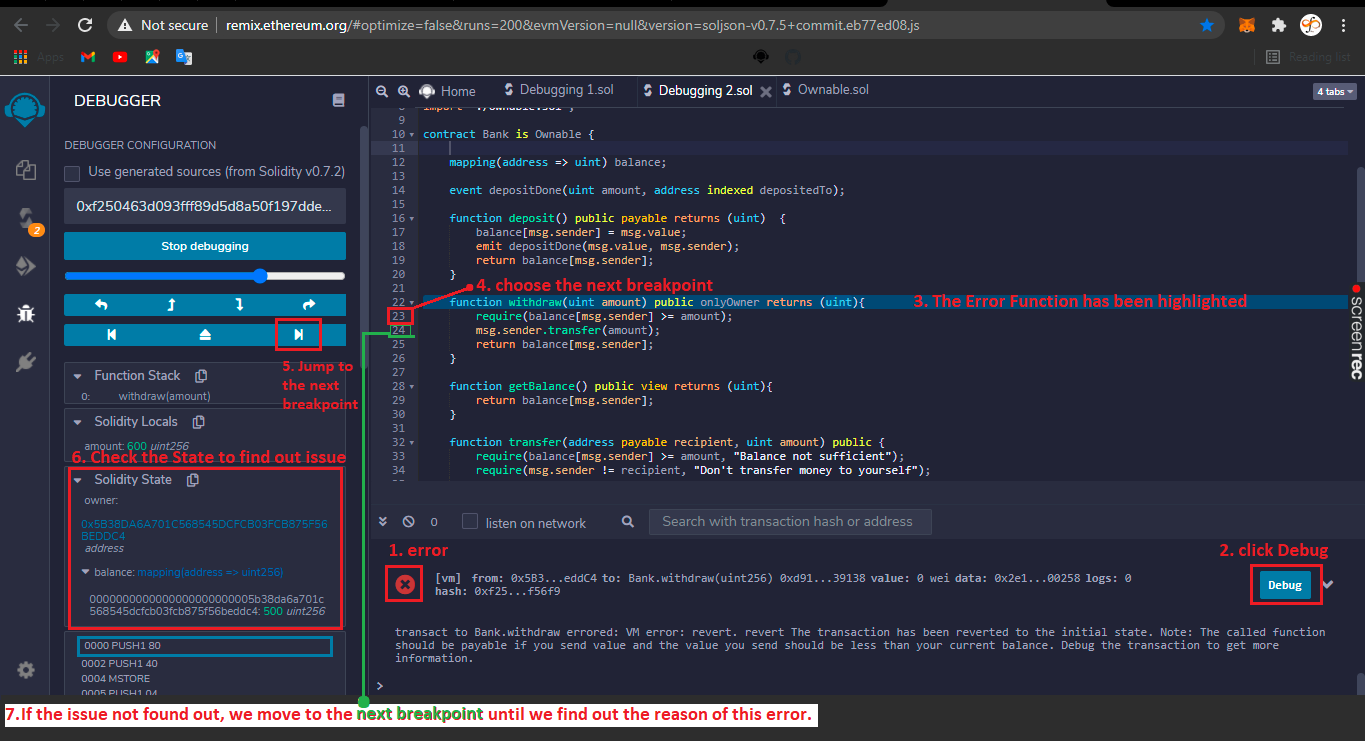 Not secure | remix.ethereum.org/#optimize=false&runs=200&evmVersion=null&version=soljson-v0.7.5+commit.eb77ed08.js
Apps
Reading list
DEBUGGER
DEBUGGER CONFIGURATION
Use generated sources (from Solidity v0.7.2)
0xf250463d093fff89d5d8a50f197dde...
Stop debugging
5. Jump to
the next
breakpoint
Function Stack
0: withdraw(amount)
Solidity Locals
amount: 600 uint256
6. Check the State to find out issue
Solidity State
owner:
0x5B38DA6A701C568545DCFCB03FCB875F56
BEDDC4
address
balance: mapping(address => uint256)
0000000000000000000000005b38da6a701c
568545dcfcb03fcb875f56beddc4: 500 uint256
0000 PUSH1 80
0002 PUSH1 40
0004 MSTORE
0005 PUSH1 04
2
Home
Debugging 1.sol
Debugging 2.sol
Ownable.sol
4 tabs
8 import "./Ownable.sol";
9
10 contract Bank is Ownable {
11
12 mapping(address => uint) balance;
13
14 event depositDone(uint amount, address indexed depositedTo);
15
16 function deposit() public payable returns (uint) {
17 balance[msg.sender] = msg.value;
18 emit depositDone(msg.value, msg.sender);
19 return balance[msg.sender];
20 }
4. choose the next breakpoint
21
22 function withdraw(uint amount) public onlyOwner returns (uint){
3. The Error Function has been highlighted
23 require(balance[msg.sender] >= amount);
24 msg.sender.transfer(amount);
25 return balance[msg.sender];
26 }
27
28 function getBalance() public view returns (uint){
29 return balance[msg.sender];
30 }
31
32 function transfer(address payable recipient, uint amount) public {
33 require(balance[msg.sender] >= amount, "Balance not sufficient");
34 require(msg.sender != recipient, "Don't transfer money to yourself");
screenrec
0 listen on network Search with transaction hash or address
1. error
2. click Debug
[vm] from: 0x5B3...eddC4 to: Bank.withdraw(uint256) 0xd91...39138 value: 0 wei data: 0x2e1...00258 logs: 0
hash: 0xf25...f56f9
Debug
transact to Bank.withdraw errored: VM error: revert. revert The transaction has been reverted to the initial state. Note: The called function
should be payable if you send value and the value you send should be less than your current balance. Debug the transaction to get more
information.
>
7.If the issue not found out, we move to the next breakpoint until we find out the reason of this error.